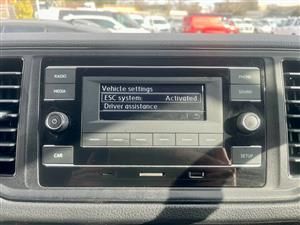 RADIO
PHONE
MEDIA
SOUND
Vehicle settings
ESC system: Activated
Driver assistance
CAR
SETUP